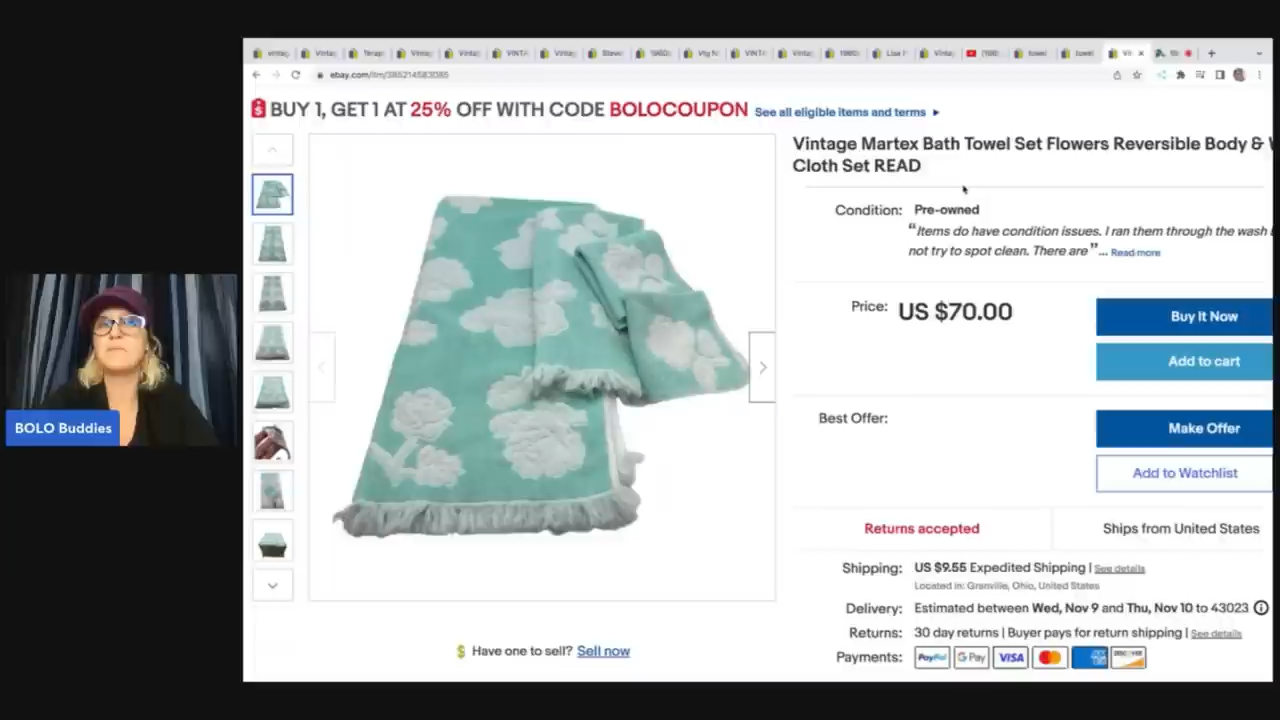 ebay.com/itm/385214583085
BUY 1, GET 1 AT 25% OFF WITH CODE BOLOCOUPON See all eligible items and terms ►
Vintage Martex Bath Towel Set Flowers Reversible Body &
Cloth Set READ
Condition: Pre-owned
“Items do have condition issues. I ran them through the wash
not try to spot clean. There are” ... Read more
Price: US $70.00
Buy It Now
Add to cart
Best Offer:
Make Offer
Add to Watchlist
Returns accepted
Ships from United States
Shipping: US $9.55 Expedited Shipping | See details
Located in: Granville, Ohio, United States
Delivery: Estimated between Wed, Nov 9 and Thu, Nov 10 to 43023
Returns: 30 day returns | Buyer pays for return shipping | See details
Payments: PayPal G Pay VISA DISCOVER
Have one to sell? Sell now
BOLO Buddies